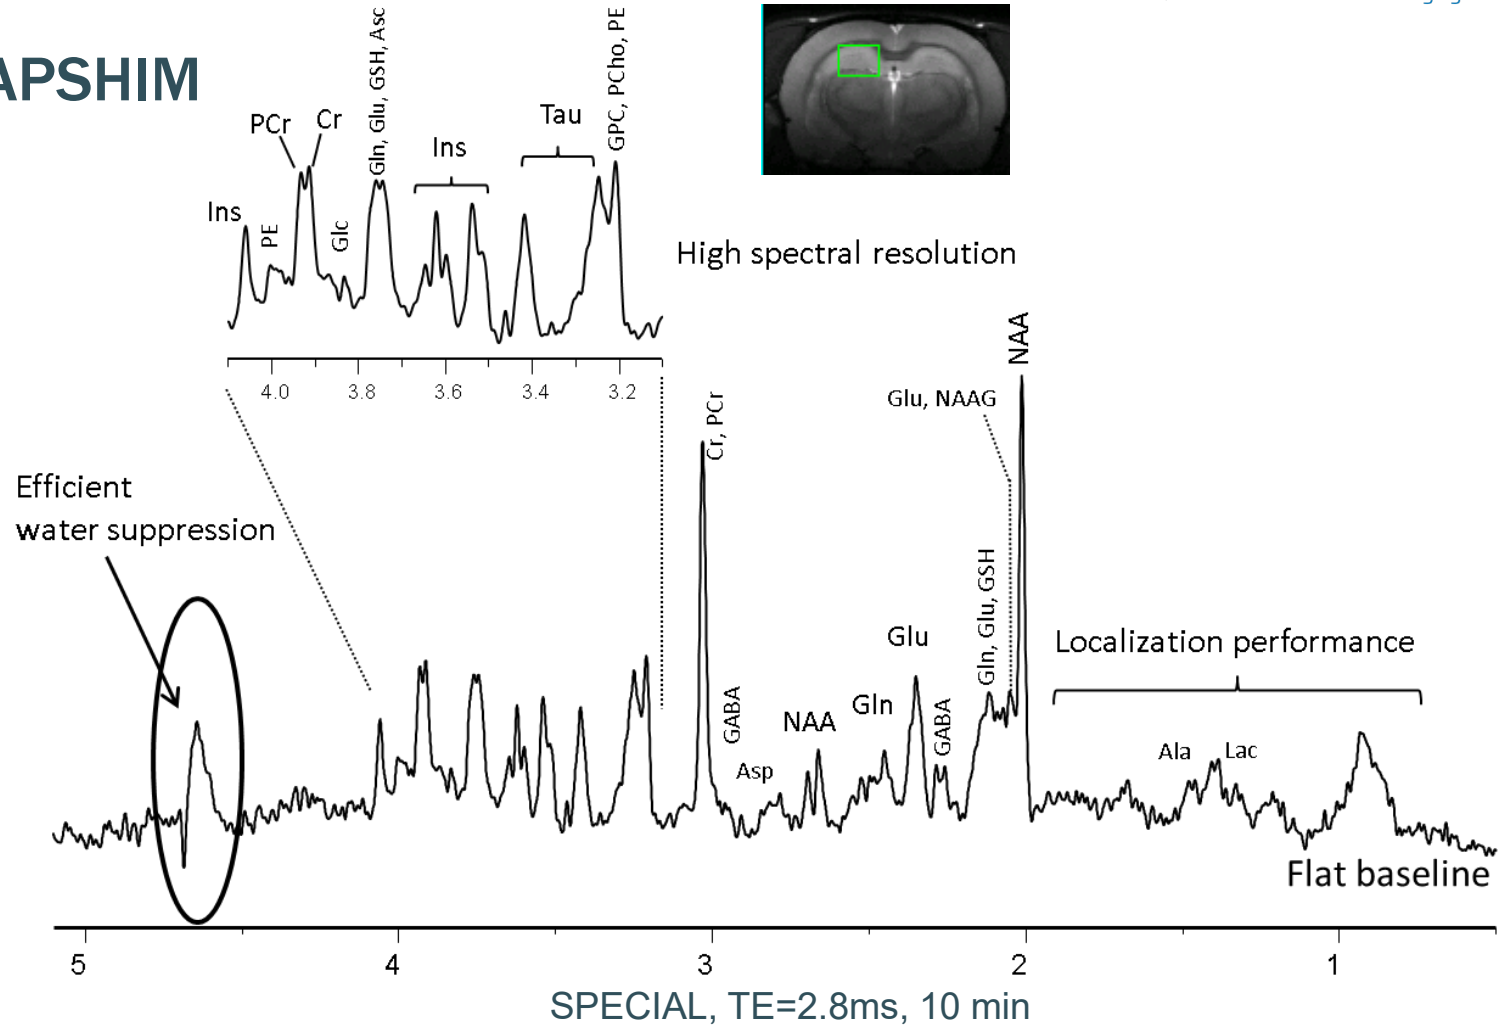 APSHIM
PCr
Cr
Gln, Glu, GSH, Asc
Ins
Tau
GPC, PCho, PE
Ins
PE
Glc
High spectral resolution
4.0
3.8
3.6
3.4
3.2
NAA
Cr, PCr
Glu, NAAG
Efficient
water suppression
Gln, Glu, GSH
Glu
Localization performance
GABA
NAA
Gln
GABA
Asp
Ala
Lac
Flat baseline
5
4
3
2
1
SPECIAL, TE=2.8ms, 10 min